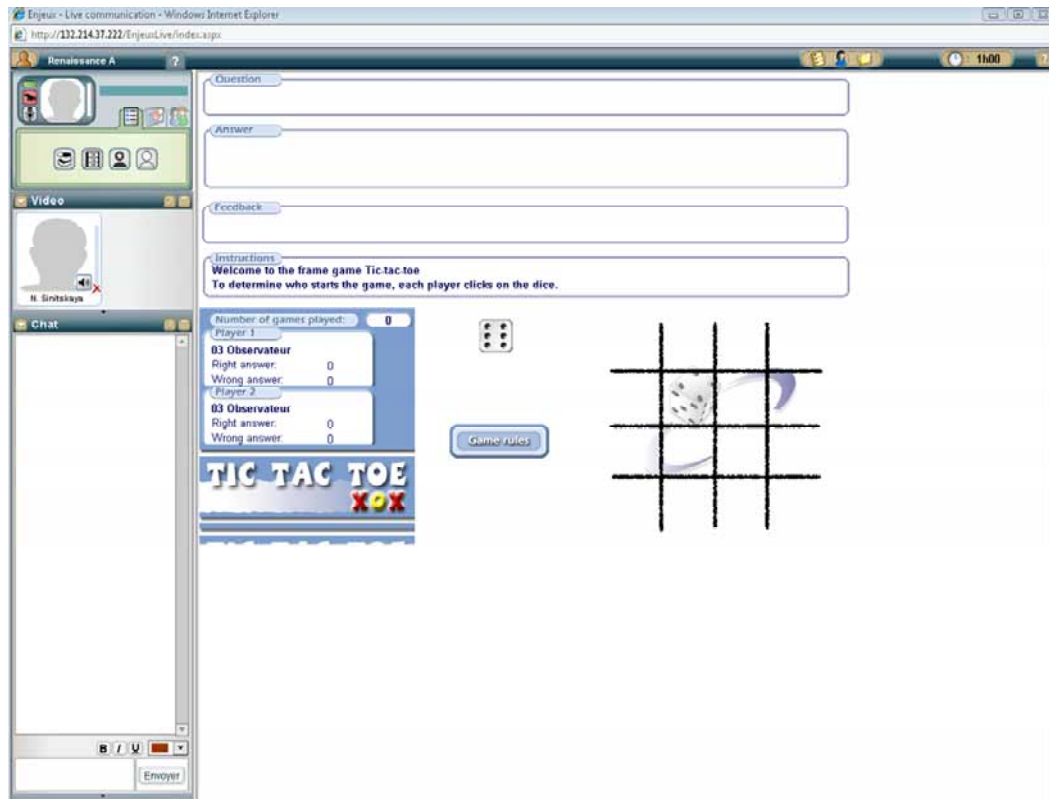 Enjeux - Live communication - Windows Internet Explorer
http://132.214.37.222/EnjeuxLive/index.aspx
Renaissance A
?
1h00
Question
Answer
Video
Feedback
N. Sinitskaya
Instructions
Welcome to the frame game Tic-tac-toe
To determine who starts the game, each player clicks on the dice.
Chat
Number of games played: 0
Player 1
03 Observateur
Right answer: 0
Wrong answer: 0
Player 2
03 Observateur
Right answer: 0
Wrong answer: 0
Game rules
TIC TAC TOE
XOX
B I U
Envoyer